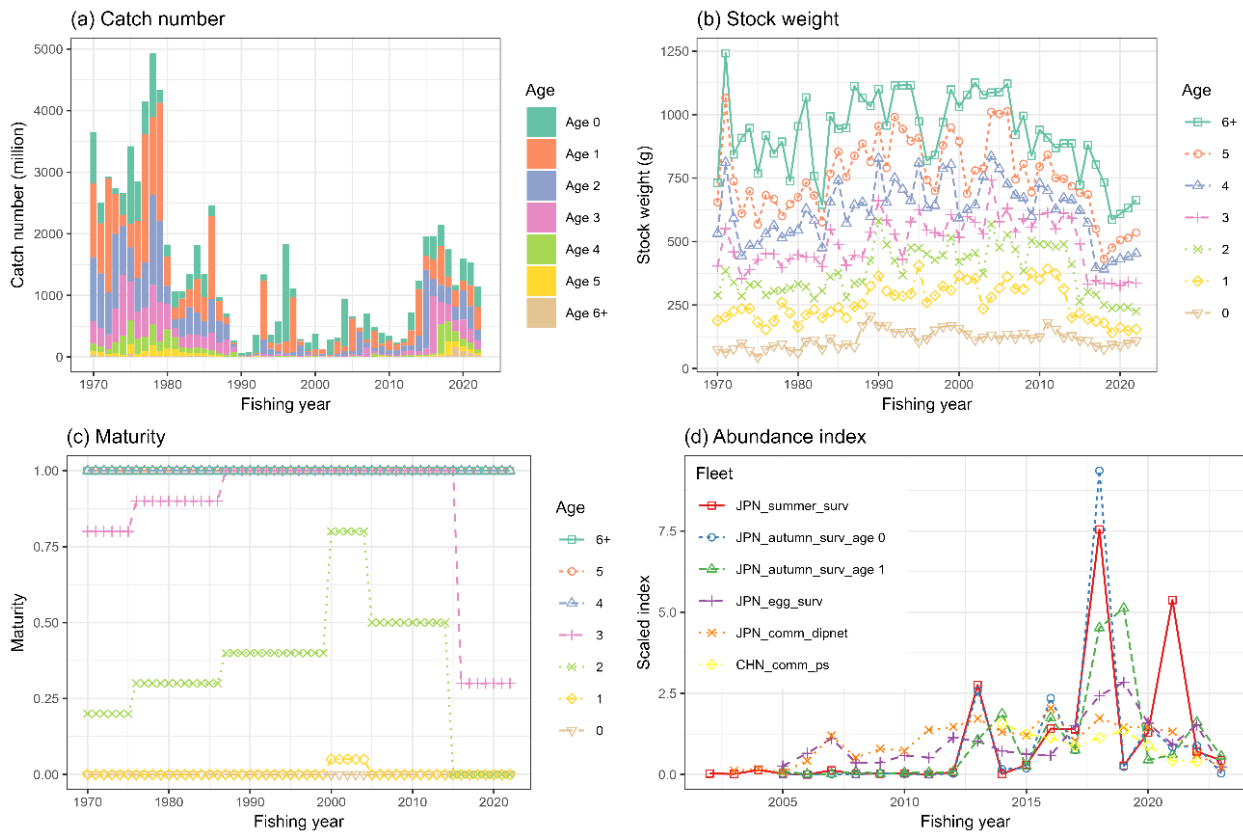 (a) Catch number
5000
4000
3000
2000
1000
0
Catch number (million)
1970
1980
1990
2000
2010
2020
Fishing year
Age
Age 0
Age 1
Age 2
Age 3
Age 4
Age 5
Age 6+
(b) Stock weight
1250
1000
750
500
250
0
Stock weight (g)
1970
1980
1990
2000
2010
2020
Fishing year
Age
6+
5
4
3
2
1
0
(c) Maturity
1.00
0.75
0.50
0.25
0.00
Maturity
1970
1980
1990
2000
2010
2020
Fishing year
Age
6+
5
4
3
2
1
0
(d) Abundance index
Fleet
JPN_summer_surv
JPN_autumn_surv_age 0
JPN_autumn_surv_age 1
JPN_egg_surv
JPN_comm_dipnet
CHN_comm_ps
7.5
5.0
2.5
0.0
Scaled index
2005
2010
2015
2020
Fishing year